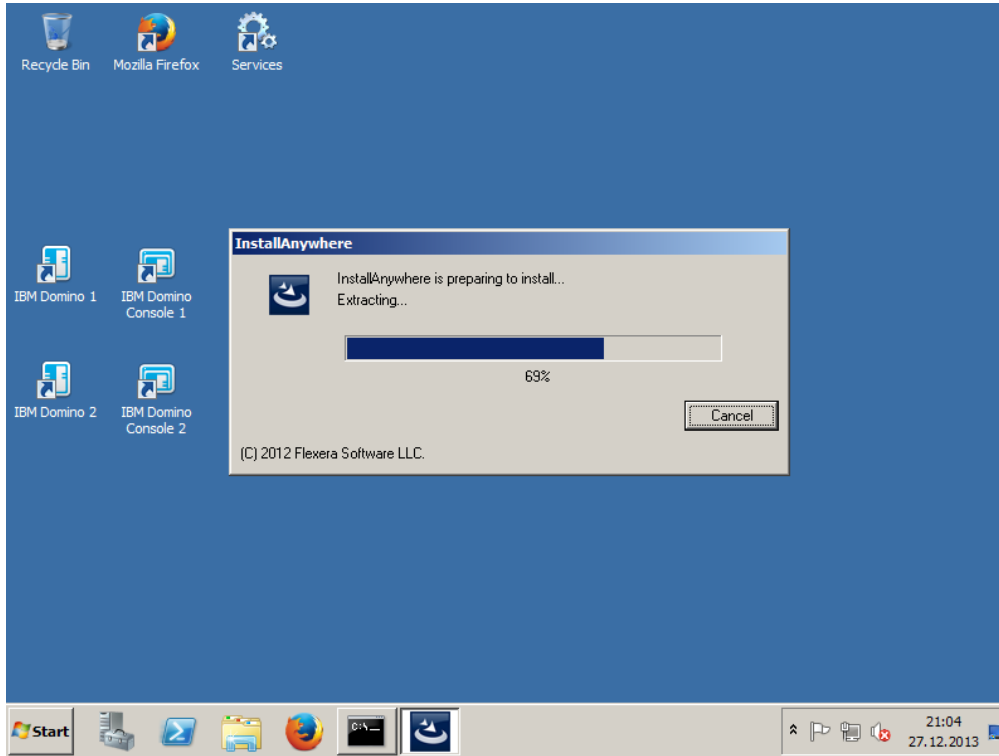 Recycle Bin
Mozilla Firefox
Services
IBM Domino 1
IBM Domino
Console 1
IBM Domino 2
IBM Domino
Console 2
InstallAnywhere
InstallAnywhere is preparing to install...
Extracting...
69%
Cancel
(C) 2012 Flexera Software LLC.
Start
C:\
21:04
27.12.2013